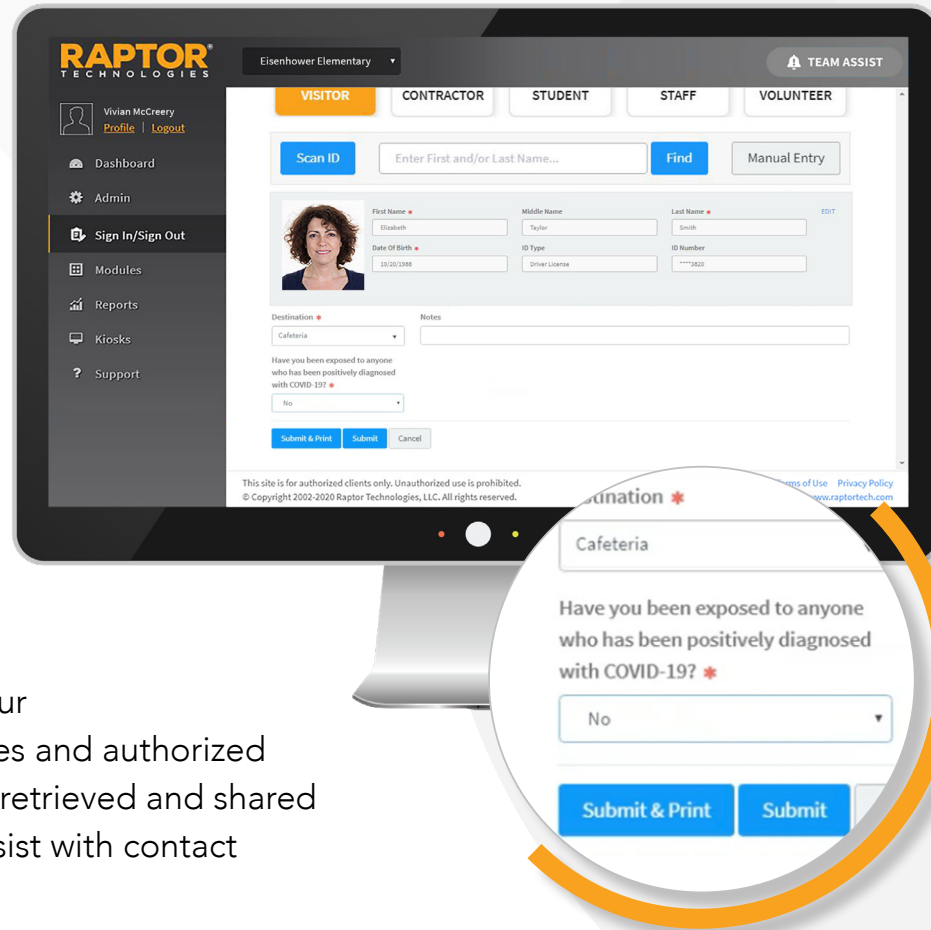 RAPTOR®
TECHNOLOGIES
Eisenhower Elementary
TEAM ASSIST
Vivian McCreery
Profile | Logout
Dashboard
Admin
Sign In/Sign Out
Modules
Reports
Kiosks
Support
VISITOR CONTRACTOR STUDENT STAFF VOLUNTEER
Scan ID Enter First and/or Last Name... Find Manual Entry
First Name * Middle Name Last Name * EDIT
Elizabeth Taylor Smith
Date Of Birth * ID Type ID Number
10/20/1988 Driver License ****3820
Destination * Notes
Cafeteria
Have you been exposed to anyone
who has been positively diagnosed
with COVID-19? *
No
Submit & Print Submit Cancel
This site is for authorized clients only. Unauthorized use is prohibited. of Use Privacy Policy
© Copyright 2002-2020 Raptor Technologies, LLC. All rights reserved. www.raptortech.com
Cafeteria
Have you been exposed to anyone
who has been positively diagnosed
with COVID-19? *
No
Submit & Print Submit
and authorized
retrieved and shared
with contact